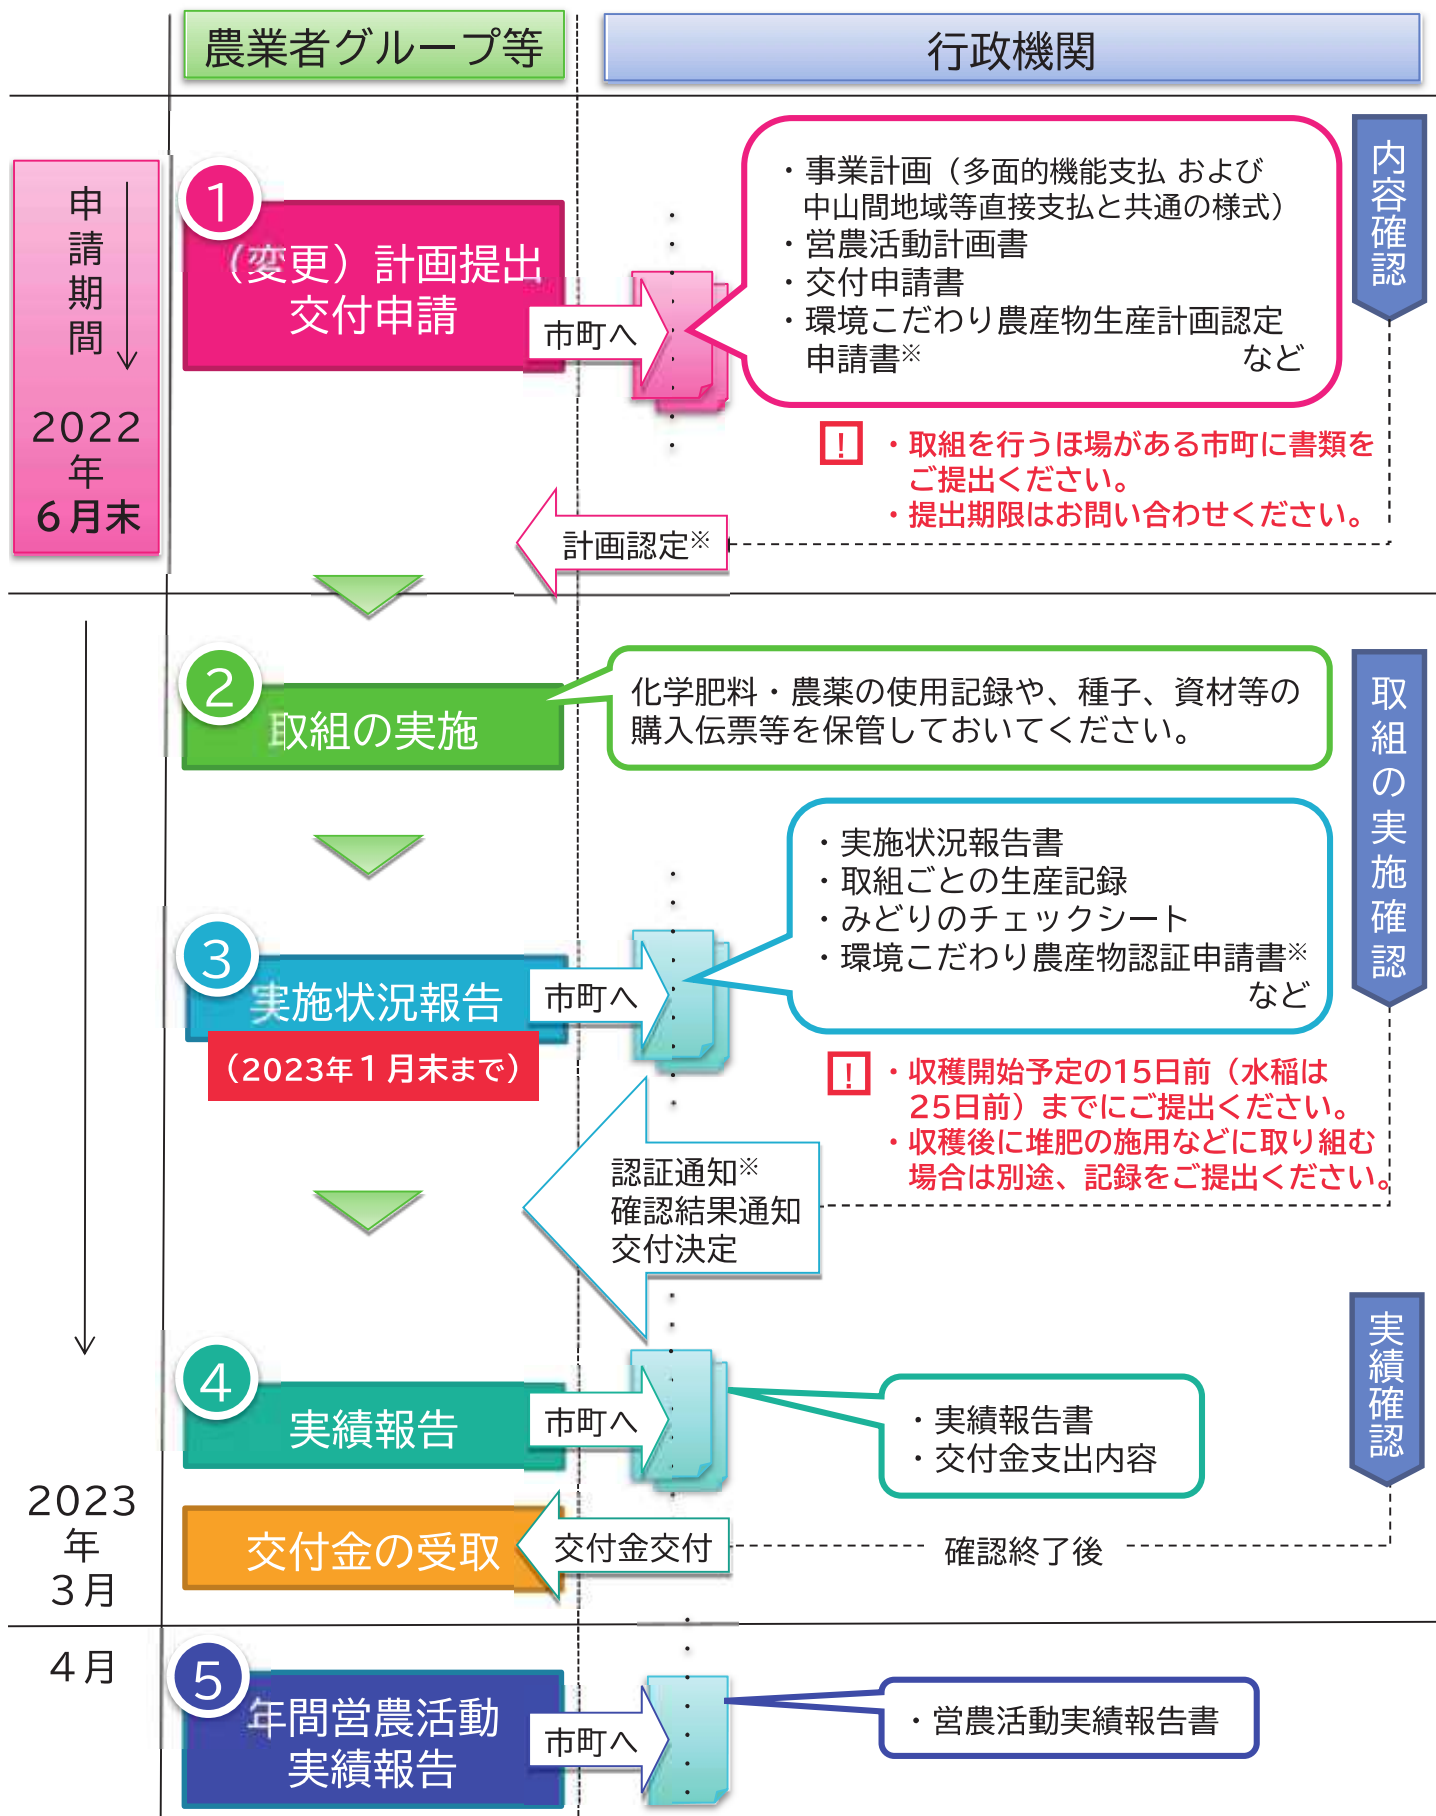 農業者グループ等
行政機関
申請期間
2022
年
6月末
1
（変更）計画提出
交付申請
市町へ
・事業計画（多面的機能支払 および
中山間地域等直接支払と共通の様式）
・営農活動計画書
・交付申請書
・環境こだわり農産物生産計画認定
申請書※ など
内容確認
! ・取組を行うほ場がある市町に書類を
ご提出ください。
・提出期限はお問い合わせください。
計画認定※
2
取組の実施
化学肥料・農薬の使用記録や、種子、資材等の
購入伝票等を保管しておいてください。
取組の実施確認
3
実施状況報告
（2023年１月末まで）
市町へ
・実施状況報告書
・取組ごとの生産記録
・みどりのチェックシート
・環境こだわり農産物認証申請書※
など
! ・収穫開始予定の15日前（水稲は
25日前）までにご提出ください。
・収穫後に堆肥の施用などに取り組む
場合は別途、記録をご提出ください。
認証通知※
確認結果通知
交付決定
4
実績報告
市町へ
・実績報告書
・交付金支出内容
実績確認
2023
年
３月
交付金の受取
交付金交付
確認終了後
４月
5
年間営農活動
実績報告
市町へ
・営農活動実績報告書